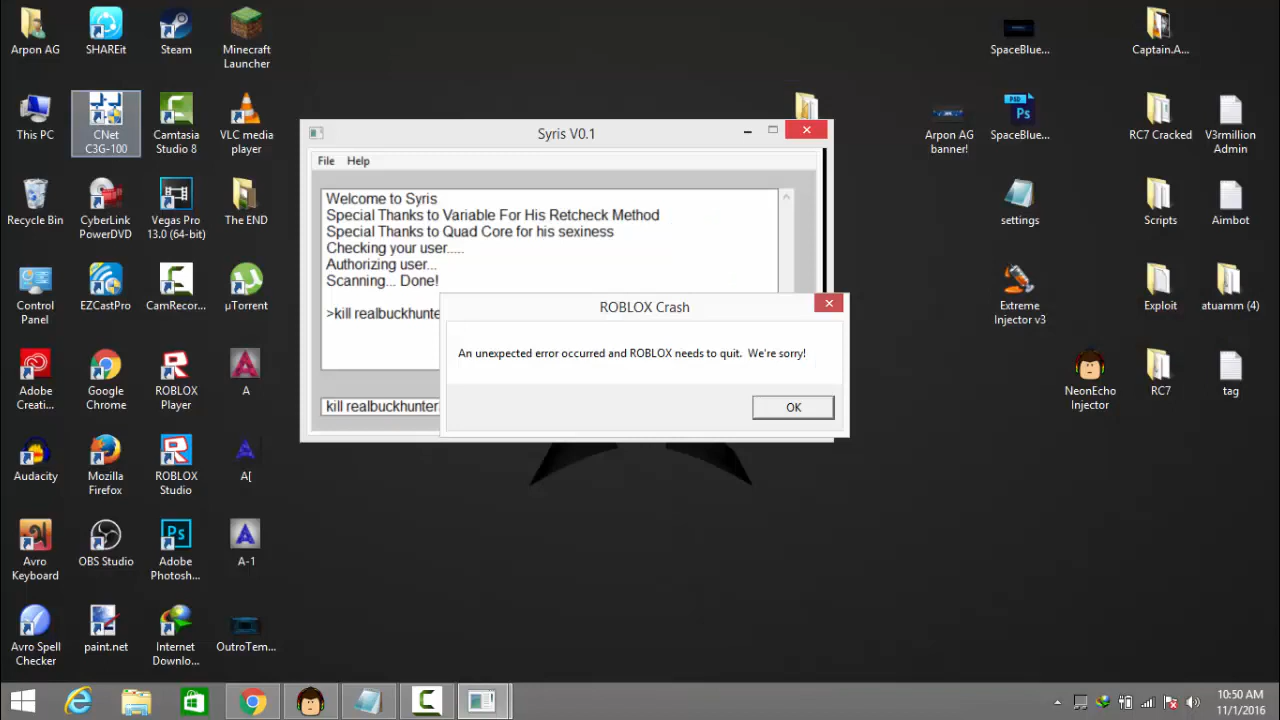 Arpon AG
SHAREit
Steam
Minecraft
Launcher
SpaceBlue...
Captain.A...
This PC
CNet
C3G-100
Camtasia
Studio 8
VLC media
player
Arpon AG
banner!
SpaceBlue...
RC7 Cracked
V3rmillion
Admin
Syris V0.1
File Help
Welcome to Syris
Special Thanks to Variable For His Retcheck Method
Special Thanks to Quad Core for his sexiness
Checking your user.....
Authorizing user...
Scanning... Done!
>kill realbuckhunte
kill realbuckhunter
ROBLOX Crash
An unexpected error occurred and ROBLOX needs to quit. We're sorry!
OK
Recycle Bin
CyberLink
PowerDVD
Vegas Pro
13.0 (64-bit)
The END
settings
Scripts
Aimbot
Control
Panel
EZCastPro
CamRecor...
µTorrent
Extreme
Injector v3
Exploit
atuamm (4)
Adobe
Creati...
Google
Chrome
ROBLOX
Player
A
NeonEcho
Injector
RC7
tag
Audacity
Mozilla
Firefox
ROBLOX
Studio
A[
Avro
Keyboard
OBS Studio
Adobe
Photosh...
A-1
Avro Spell
Checker
paint.net
Internet
Downlo...
OutroTem...
10:50 AM
11/1/2016